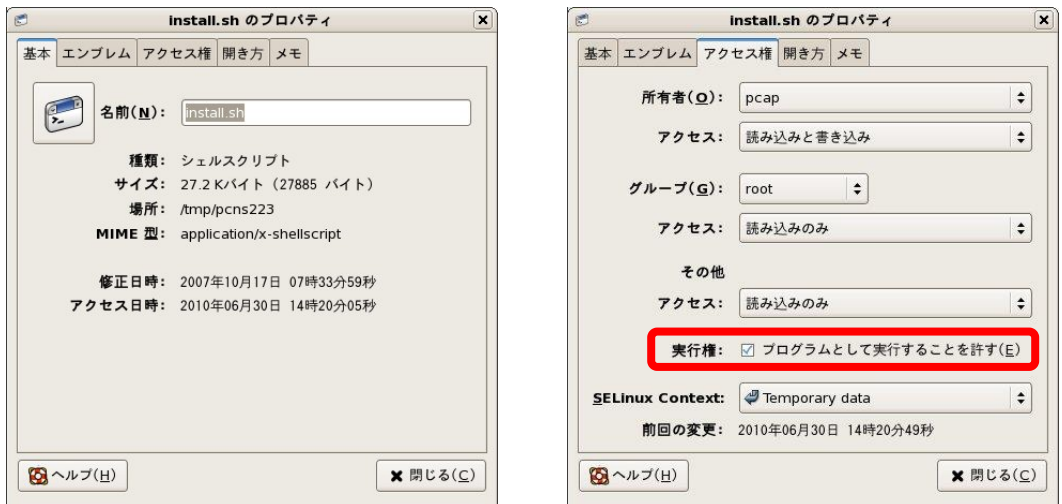 install.sh のプロパティ
基本 エンブレム アクセス権 開き方 メモ
名前(N): install.sh
種類: シェルスクリプト
サイズ: 27.2 Kバイト (27885 バイト)
場所: /tmp/pcns223
MIME 型: application/x-shellscript
修正日時: 2007年10月17日 07時33分59秒
アクセス日時: 2010年06月30日 14時20分05秒
ヘルプ(H) 閉じる(C)
install.sh のプロパティ
基本 エンブレム アクセス権 開き方 メモ
所有者(O): pcap
アクセス: 読み込みと書き込み
グループ(G): root
アクセス: 読み込みのみ
その他
アクセス: 読み込みのみ
実行権: プログラムとして実行することを許す(E)
SELinux Context: Temporary data
前回の変更: 2010年06月30日 14時20分49秒
ヘルプ(H) 閉じる(C)